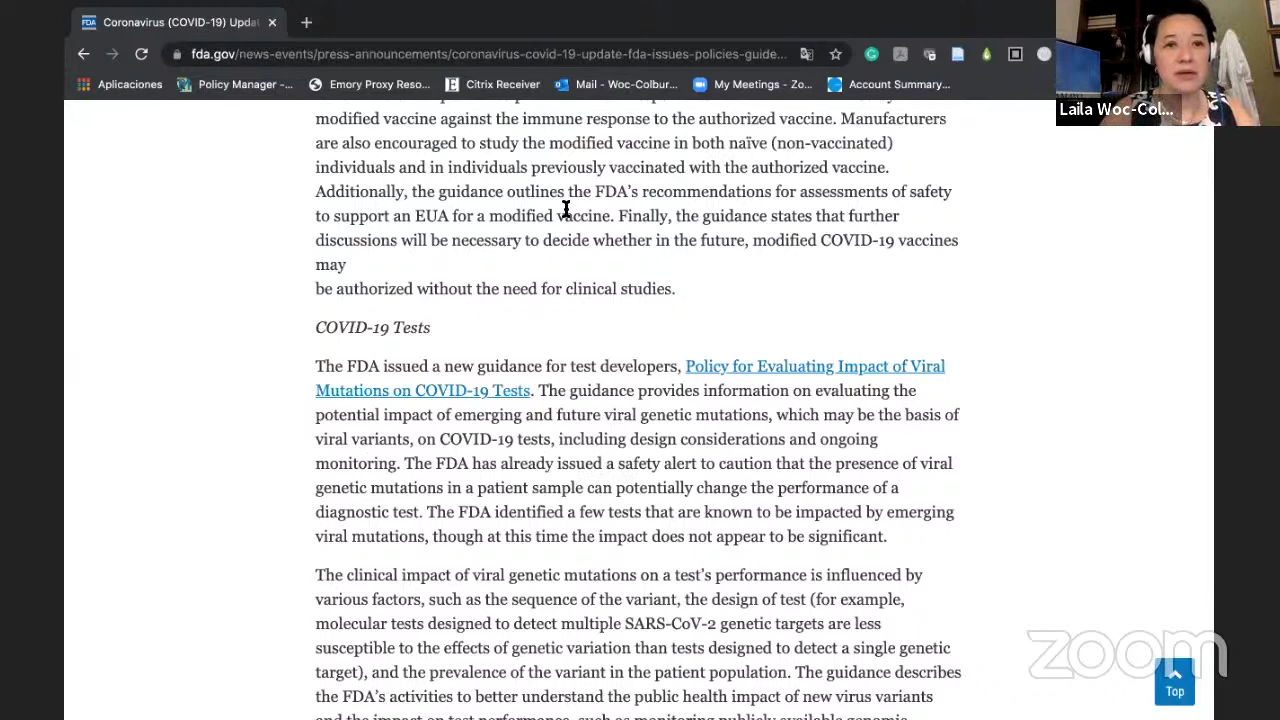 Coronavirus (COVID-19) Upda
fda.gov/news-events/press-announcements/coronavirus-covid-19-update-fda-issues-policies-guide...
Aplicaciones
Policy Manager -...
Emory Proxy Reso...
Citrix Receiver
Mail - Woc-Colbur...
My Meetings - Zo...
Account Summary...
Laila Woc-Col...
modified vaccine against the immune response to the authorized vaccine. Manufacturers
are also encouraged to study the modified vaccine in both naïve (non-vaccinated)
individuals and in individuals previously vaccinated with the authorized vaccine.
Additionally, the guidance outlines the FDA's recommendations for assessments of safety
to support an EUA for a modified vaccine. Finally, the guidance states that further
discussions will be necessary to decide whether in the future, modified COVID-19 vaccines
may
be authorized without the need for clinical studies.
COVID-19 Tests
The FDA issued a new guidance for test developers, Policy for Evaluating Impact of Viral
Mutations on COVID-19 Tests. The guidance provides information on evaluating the
potential impact of emerging and future viral genetic mutations, which may be the basis of
viral variants, on COVID-19 tests, including design considerations and ongoing
monitoring. The FDA has already issued a safety alert to caution that the presence of viral
genetic mutations in a patient sample can potentially change the performance of a
diagnostic test. The FDA identified a few tests that are known to be impacted by emerging
viral mutations, though at this time the impact does not appear to be significant.
The clinical impact of viral genetic mutations on a test's performance is influenced by
various factors, such as the sequence of the variant, the design of test (for example,
molecular tests designed to detect multiple SARS-CoV-2 genetic targets are less
susceptible to the effects of genetic variation than tests designed to detect a single genetic
target), and the prevalence of the variant in the patient population. The guidance describes
the FDA's activities to better understand the public health impact of new virus variants
and the impact on test performance, such as monitoring publicly available genomic
zoom
Top